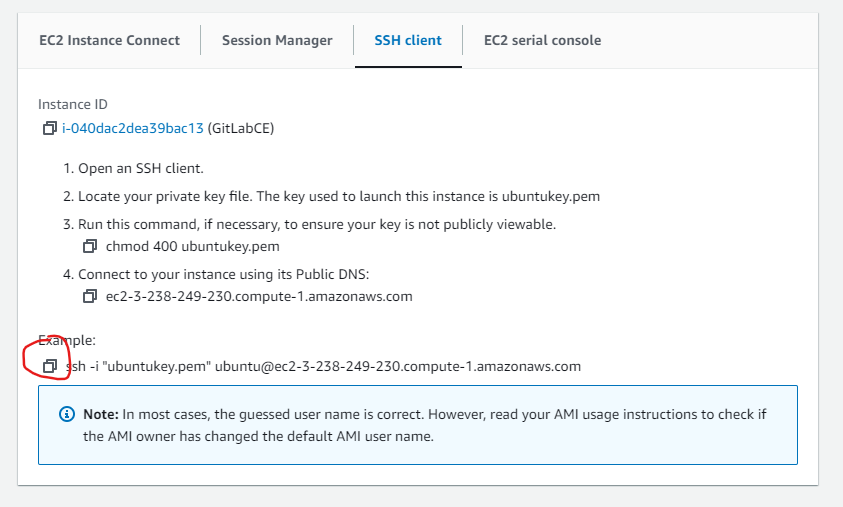 EC2 Instance Connect Session Manager SSH client EC2 serial console
Instance ID
i-040dac2dea39bac13 (GitLabCE)
1. Open an SSH client.
2. Locate your private key file. The key used to launch this instance is ubuntukey.pem
3. Run this command, if necessary, to ensure your key is not publicly viewable.
chmod 400 ubuntukey.pem
4. Connect to your instance using its Public DNS:
ec2-3-238-249-230.compute-1.amazonaws.com
Example:
ssh -i "ubuntukey.pem" ubuntu@ec2-3-238-249-230.compute-1.amazonaws.com
Note: In most cases, the guessed user name is correct. However, read your AMI usage instructions to check if
the AMI owner has changed the default AMI user name.